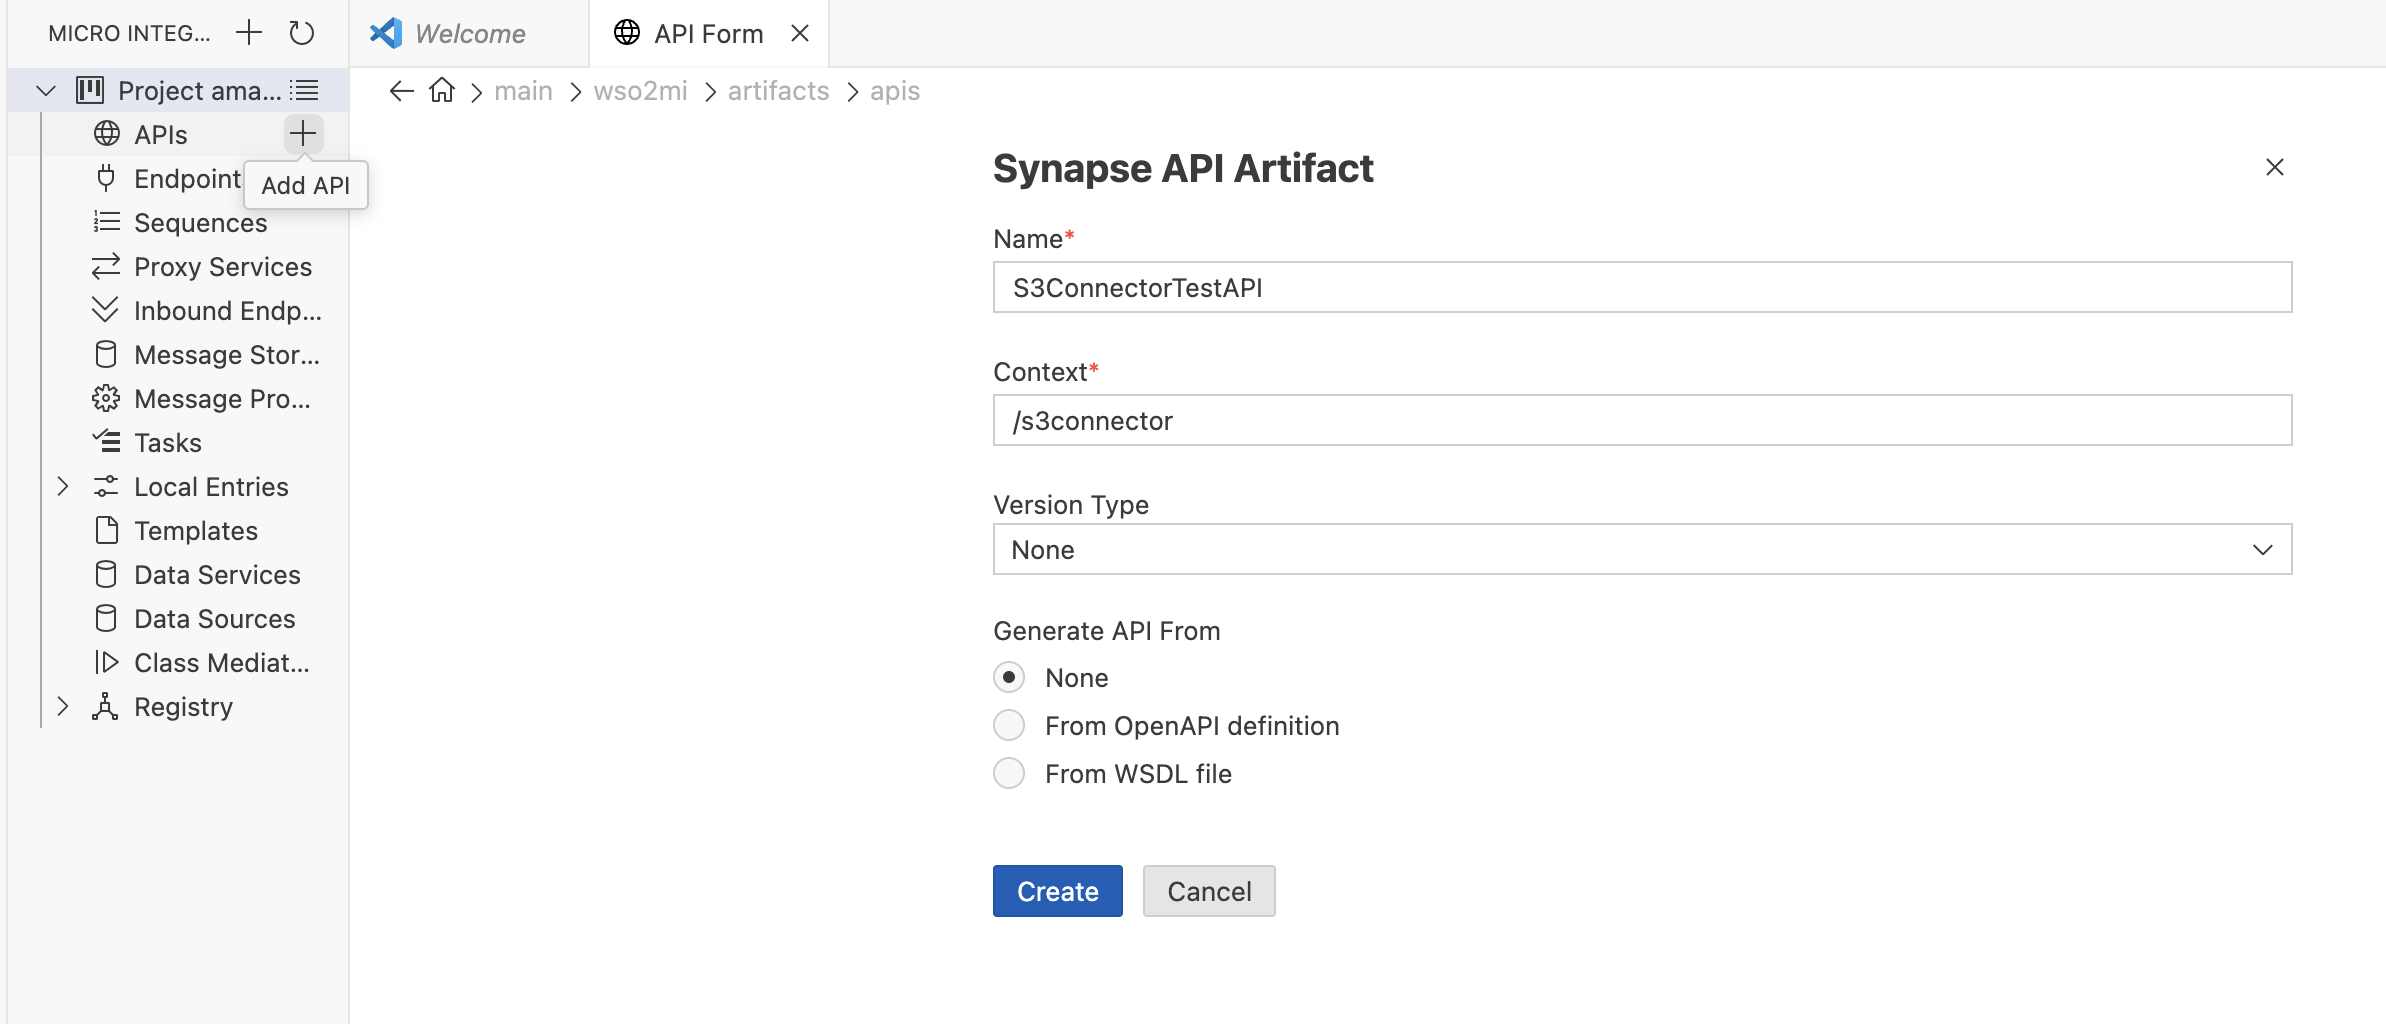 MICRO INTEG...
Welcome
API Form
Project ama...
main
wso2mi
artifacts
apis
APIs
Add API
Sequences
Proxy Services
Inbound Endp...
Message Stor...
Message Pro...
Tasks
Local Entries
Templates
Data Services
Data Sources
Class Mediat...
Registry
Synapse API Artifact
Name*
S3ConnectorTestAPI
Context*
/s3connector
Version Type
None
Generate API From
None
From OpenAPI definition
From WSDL file
Create
Cancel